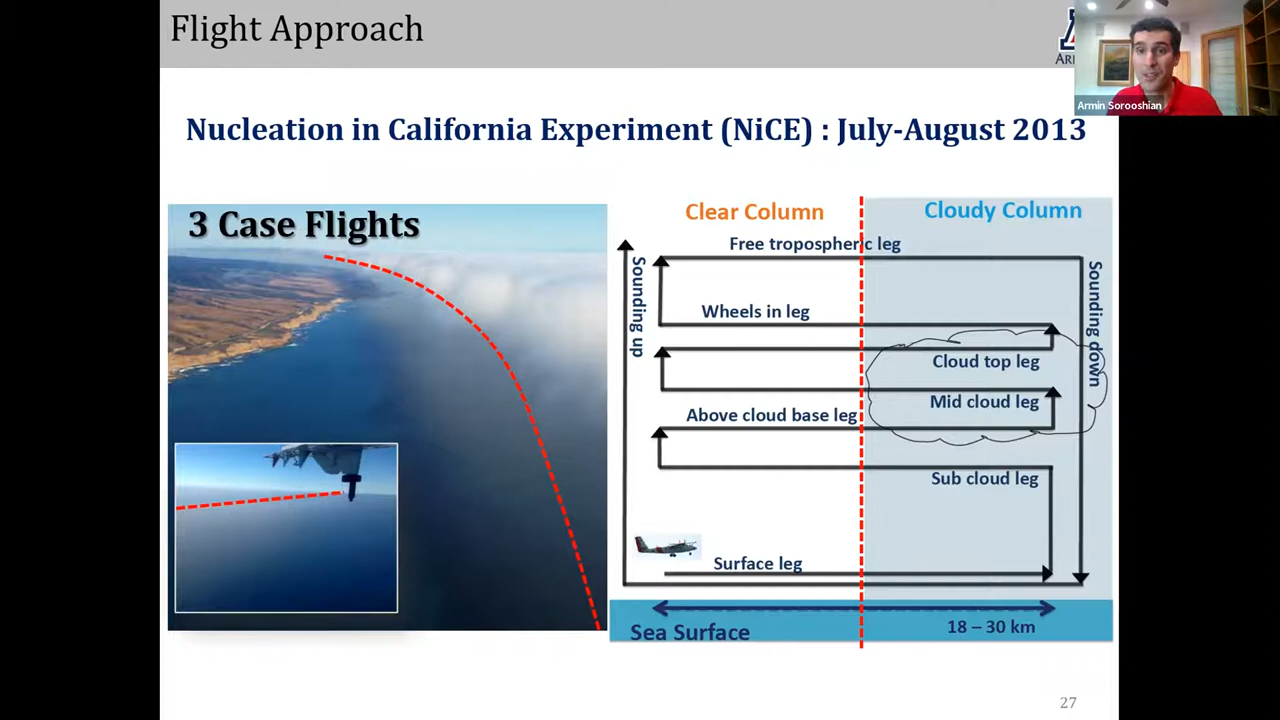 Flight Approach
Armin Sorooshian
Nucleation in California Experiment (NiCE) : July-August 2013
3 Case Flights
Clear Column
Cloudy Column
Free tropospheric leg
Sounding up
Sounding down
Wheels in leg
Cloud top leg
Mid cloud leg
Above cloud base leg
Sub cloud leg
Surface leg
Sea Surface
18 – 30 km
27